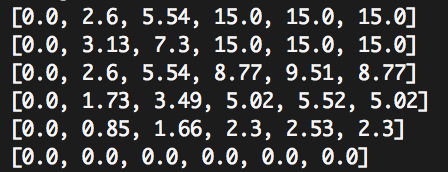 [0.0, 2.6, 5.54, 15.0, 15.0, 15.0]
[0.0, 3.13, 7.3, 15.0, 15.0, 15.0]
[0.0, 2.6, 5.54, 8.77, 9.51, 8.77]
[0.0, 1.73, 3.49, 5.02, 5.52, 5.02]
[0.0, 0.85, 1.66, 2.3, 2.53, 2.3]
[0.0, 0.0, 0.0, 0.0, 0.0, 0.0]